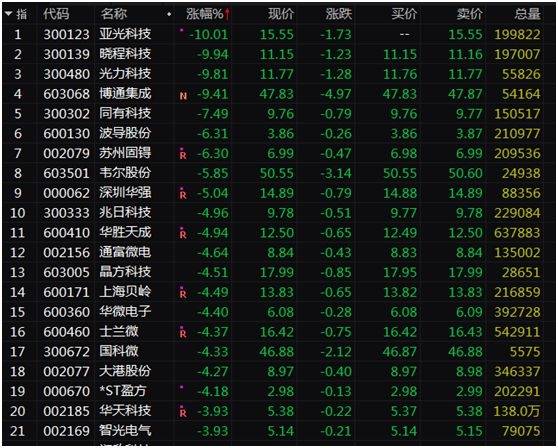 ▼ 指 代码 名称 • 涨幅%↑ 现价 涨跌 买价 卖价 总量
1 300123 亚光科技 -10.01 15.55 -1.73 -- 15.55 199822
2 300139 晓程科技 -9.94 11.15 -1.23 11.15 11.16 197007
3 300480 光力科技 -9.81 11.77 -1.28 11.76 11.77 55826
4 603068 博通集成 N -9.41 47.83 -4.97 47.83 47.87 54164
5 300302 同有科技 -7.49 9.76 -0.79 9.76 9.77 150517
6 600130 波导股份 -6.31 3.86 -0.26 3.86 3.87 210977
7 002079 苏州固锝 R -6.30 6.99 -0.47 6.98 6.99 209536
8 603501 韦尔股份 -5.85 50.55 -3.14 50.55 50.60 24938
9 000062 深圳华强 R -5.04 14.89 -0.79 14.88 14.89 88356
10 300333 兆日科技 -4.96 9.78 -0.51 9.77 9.78 229084
11 600410 华胜天成 R -4.94 12.50 -0.65 12.49 12.50 637883
12 002156 通富微电 -4.64 8.84 -0.43 8.83 8.84 135002
13 603005 晶方科技 -4.51 17.99 -0.85 17.95 17.99 28651
14 600171 上海贝岭 R -4.49 13.83 -0.65 13.82 13.83 216859
15 600360 华微电子 -4.40 6.08 -0.28 6.08 6.09 392728
16 600460 士兰微 R -4.37 16.42 -0.75 16.42 16.43 542911
17 300672 国科微 -4.33 46.88 -2.12 46.87 46.88 5575
18 002077 大港股份 -4.27 8.97 -0.40 8.97 8.98 346337
19 000670 *ST盈方 -4.18 2.98 -0.13 2.98 2.99 202291
20 002185 华天科技 R -3.93 5.38 -0.22 5.37 5.38 138.0万
21 002169 智光电气 -3.93 5.14 -0.21 5.14 5.15 79075